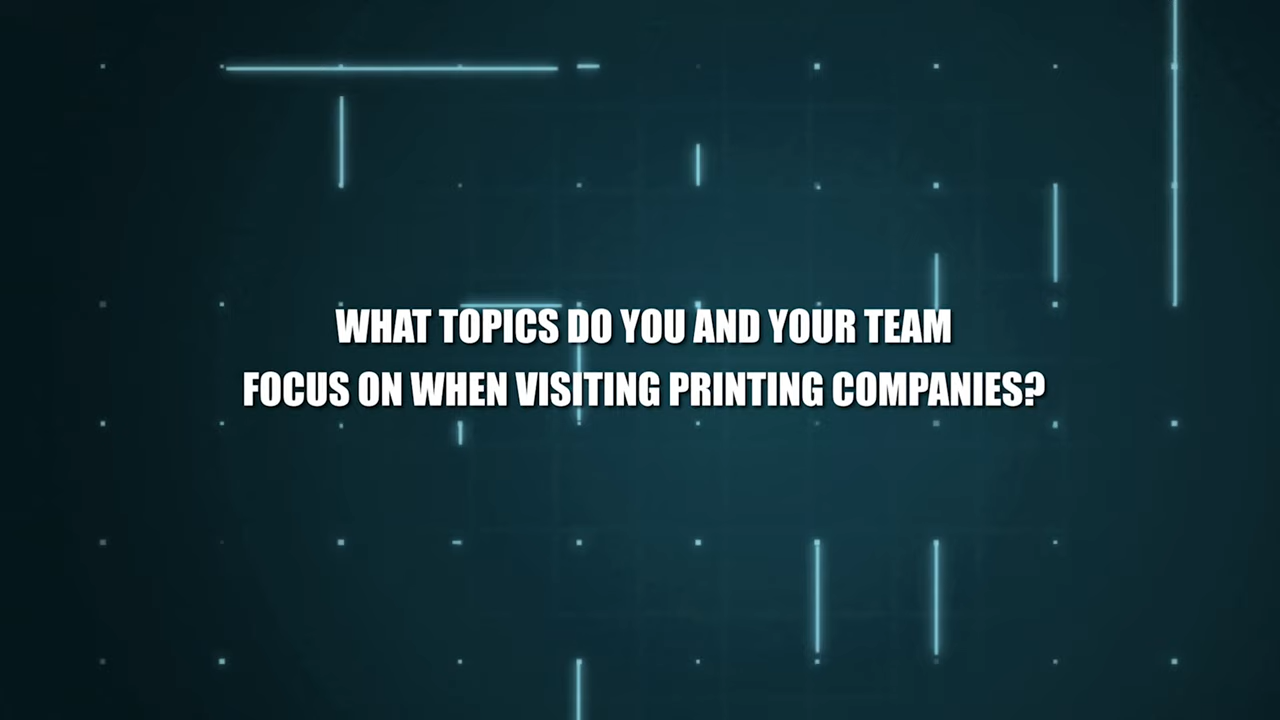 WHAT TOPICS DO YOU AND YOUR TEAM
FOCUS ON WHEN VISITING PRINTING COMPANIES?